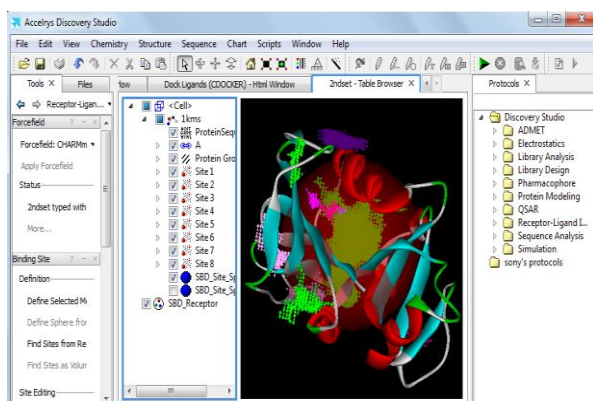 Accelrys Discovery Studio
File Edit View Chemistry Structure Sequence Chart Scripts Window Help
Tools X Files
low Dock Ligands (CDOCKER) - Html Window 2ndset - Table Browser X
Protocols X
Receptor-Ligan...
Forcefield ? - x
Forcefield: CHARMm
Apply Forcefield
Status
2ndset typed with
More...
Binding Site ? - x
Definition
Define Selected M
Define Sphere fror
Find Sites from Re
Find Sites as Volun
Site Editing
<Cell>
1kms
ProteinSeq
A
Protein Gro
Site 1
Site 2
Site 3
Site 4
Site 5
Site 6
Site 7
Site 8
SBD_Site_Sp
SBD_Site_Sp
SBD_Receptor
Discovery Studio
ADMET
Electrostatics
Library Analysis
Library Design
Pharmacophore
Protein Modeling
QSAR
Receptor-Ligand I...
Sequence Analysis
Simulation
sony's protocols